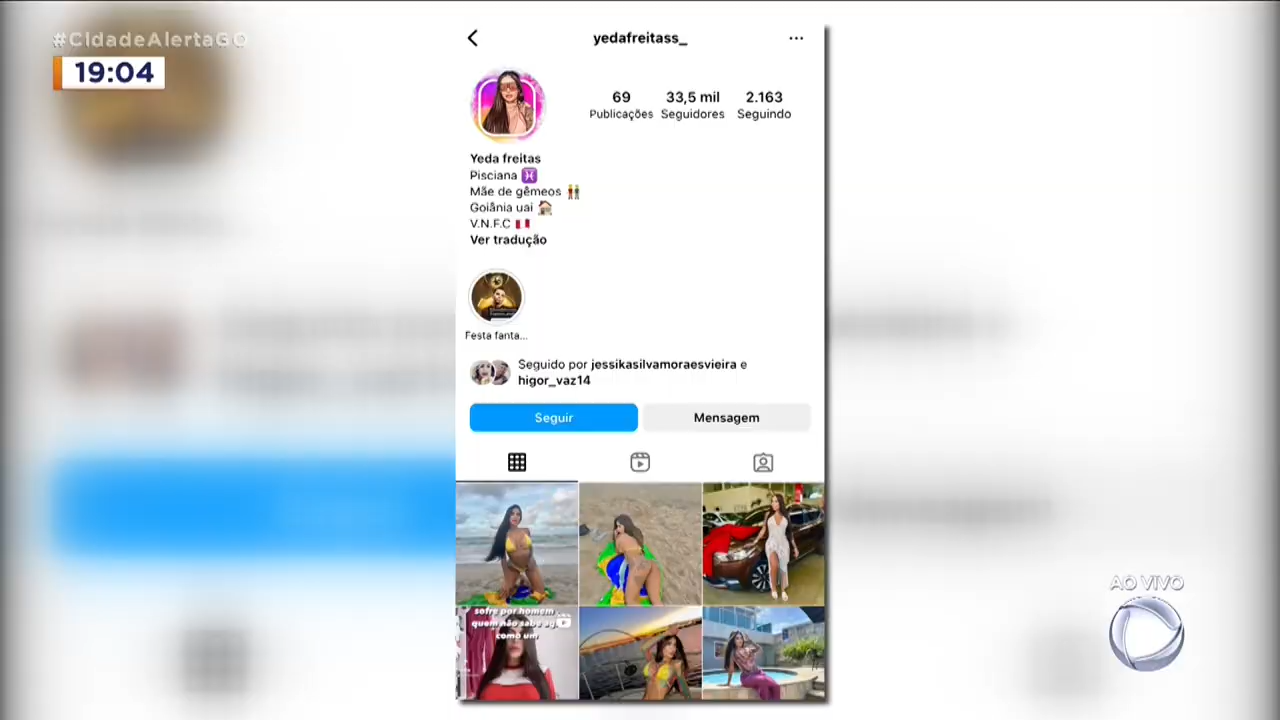 #CidadeAlertaGO
19:04
yedafreitass_
69
33,5 mil
2.163
Publicações
Seguidores
Seguindo
Yeda freitas
Pisciana
Mãe de gêmeos
Goiânia uai
V.N.F.C
Ver tradução
Festa fanta...
Seguido por jessikasilvamoraesvieira e
higor_vaz14
Seguir
Mensagem
sofre por homem
quem não sabe ag
como um
AO VIVO